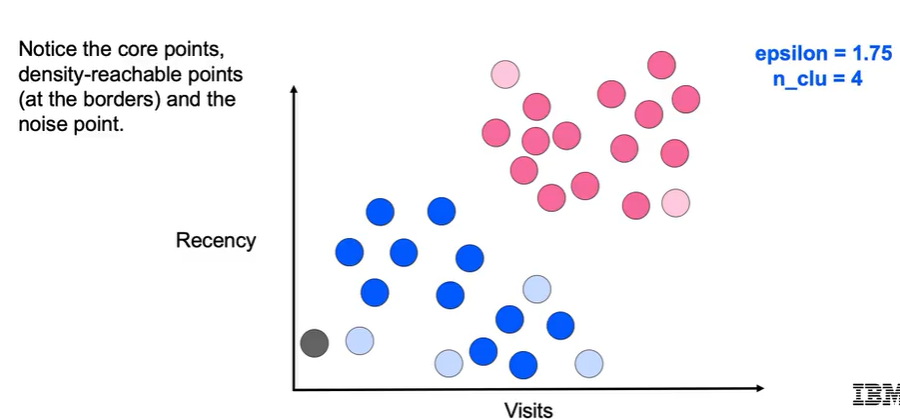 Notice the core points,
density-reachable points
(at the borders) and the
noise point.
epsilon = 1.75
n_clu = 4
Recency
Visits
IBM